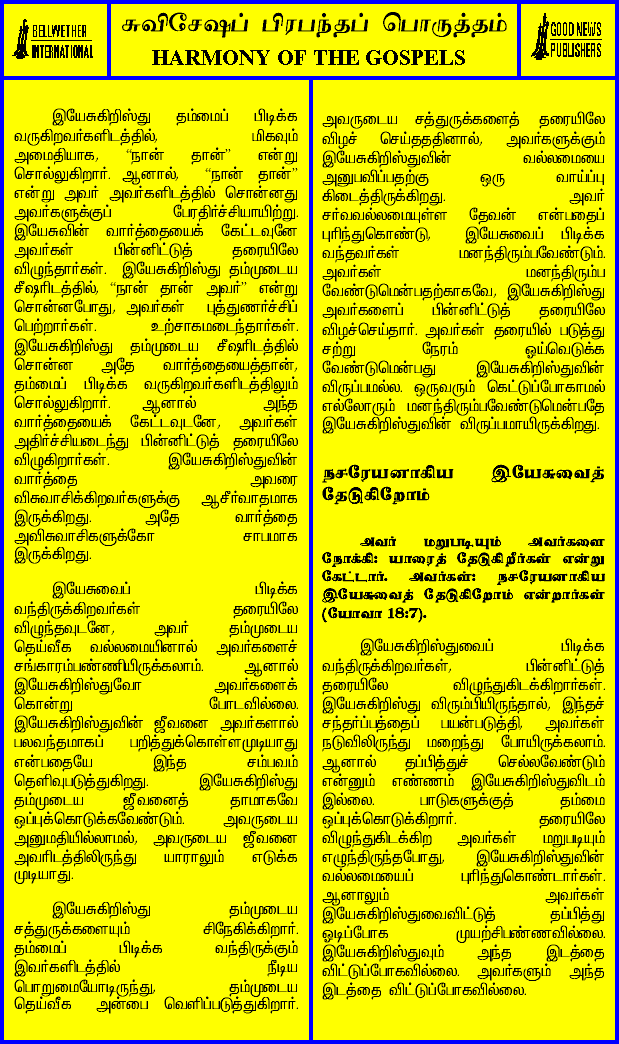 BELLWETHER
INTERNATIONAL
சுவிசேஷப் பிரபந்தப் பொருத்தம்
HARMONY OF THE GOSPELS
GOOD NEWS
PUBLISHERS
இயேசுகிறிஸ்து தம்மைப் பிடிக்க
வருகிறவர்களிடத்தில், மிகவும்
அமைதியாக, “நான் தான்” என்று
சொல்லுகிறார். ஆனால், “நான் தான்”
என்று அவர் அவர்களிடத்தில் சொன்னது
அவர்களுக்குப் பேரதிர்ச்சியாயிற்று.
இயேசுவின் வார்த்தையைக் கேட்டவுனே
அவர்கள் பின்னிட்டுத் தரையிலே
விழுந்தார்கள். இயேசுகிறிஸ்து தம்முடைய
சீஷரிடத்தில், “நான் தான் அவர்” என்று
சொன்னபோது, அவர்கள் புத்துணர்ச்சிப்
பெற்றார்கள். உற்சாகமடைந்தார்கள்.
இயேசுகிறிஸ்து தம்முடைய சீஷரிடத்தில்
சொன்ன அதே வார்த்தையைத்தான்,
தம்மைப் பிடிக்க வருகிறவர்களிடத்திலும்
சொல்லுகிறார். ஆனால் அந்த
வார்த்தையைக் கேட்டவுடனே, அவர்கள்
அதிர்ச்சியடைந்து பின்னிட்டுத் தரையிலே
விழுகிறார்கள். இயேசுகிறிஸ்துவின்
வார்த்தை அவரை
விசுவாசிக்கிறவர்களுக்கு ஆசீர்வாதமாக
இருக்கிறது. அதே வார்த்தை
அவிசுவாசிகளுக்கோ சாபமாக
இருக்கிறது.
இயேசுவைப் பிடிக்க
வந்திருக்கிறவர்கள் தரையிலே
விழுந்தவுடனே, அவர் தம்முடைய
தெய்வீக வல்லமையினால் அவர்களைச்
சங்காரம்பண்ணியிருக்கலாம். ஆனால்
இயேசுகிறிஸ்துவோ அவர்களைக்
கொன்று போடவில்லை.
இயேசுகிறிஸ்துவின் ஜீவனை அவர்களால்
பலவந்தமாகப் பறித்துக்கொள்ளமுடியாது
என்பதையே இந்த சம்பவம்
தெளிவுபடுத்துகிறது. இயேசுகிறிஸ்து
தம்முடைய ஜீவனைத் தாமாகவே
ஒப்புக்கொடுக்கவேண்டும். அவருடைய
அனுமதியில்லாமல், அவருடைய ஜீவனை
அவரிடத்திலிருந்து யாராலும் எடுக்க
முடியாது.
இயேசுகிறிஸ்து தம்முடைய
சத்துருக்களையும் சிநேகிக்கிறார்.
தம்மைப் பிடிக்க வந்திருக்கும்
இவர்களிடத்தில் நீடிய
பொறுமையோடிருந்து, தம்முடைய
தெய்வீக அன்பை வெளிப்படுத்துகிறார்.
அவருடைய சத்துருக்களைத் தரையிலே
விழச் செய்தததினால், அவர்களுக்கும்
இயேசுகிறிஸ்துவின் வல்லமையை
அனுபவிப்பதற்கு ஒரு வாய்ப்பு
கிடைத்திருக்கிறது. அவர்
சர்வவல்லமையுள்ள தேவன் என்பதைப்
புரிந்துகொண்டு, இயேசுவைப் பிடிக்க
வந்தவர்கள் மனந்திரும்பவேண்டும்.
அவர்கள் மனந்திரும்ப
வேண்டுமென்பதற்காகவே, இயேசுகிறிஸ்து
அவர்களைப் பின்னிட்டுத் தரையிலே
விழச்செய்தார். அவர்கள் தரையில் படுத்து
சற்று நேரம் ஓய்வெடுக்க
வேண்டுமென்பது இயேசுகிறிஸ்துவின்
விருப்பமல்ல. ஒருவரும் கெட்டுப்போகாமல்
எல்லோரும் மனந்திரும்பவேண்டுமென்பதே
இயேசுகிறிஸ்துவின் விருப்பமாயிருக்கிறது.
நசரேயனாகிய இயேசுவைத்
தேடுகிறோம்
அவர் மறுபடியும் அவர்களை
நோக்கி: யாரைத் தேடுகிறீர்கள் என்று
கேட்டார். அவர்கள்: நசரேயனாகிய
இயேசுவைத் தேடுகிறோம் என்றார்கள்
(யோவா 18:7).
இயேசுகிறிஸ்துவைப் பிடிக்க
வந்திருக்கிறவர்கள், பின்னிட்டுத்
தரையிலே விழுந்துகிடக்கிறார்கள்.
இயேசுகிறிஸ்து விரும்பியிருந்தால், இந்தச்
சந்தர்ப்பத்தைப் பயன்படுத்தி, அவர்கள்
நடுவிலிருந்து மறைந்து போயிருக்கலாம்.
ஆனால் தப்பித்துச் செல்லவேண்டும்
என்னும் எண்ணம் இயேசுகிறிஸ்துவிடம்
இல்லை. பாடுகளுக்குத் தம்மை
ஒப்புக்கொடுக்கிறார். தரையிலே
விழுந்துகிடக்கிற அவர்கள் மறுபடியும்
எழுந்திருந்தபோது, இயேசுகிறிஸ்துவின்
வல்லமையைப் புரிந்துகொண்டார்கள்.
ஆனாலும் அவர்கள்
இயேசுகிறிஸ்துவைவிட்டுத் தப்பித்து
ஓடிப்போக முயற்சிபண்ணவில்லை.
இயேசுகிறிஸ்துவும் அந்த இடத்தை
விட்டுப்போகவில்லை. அவர்களும் அந்த
இடத்தை விட்டுப்போகவில்லை.